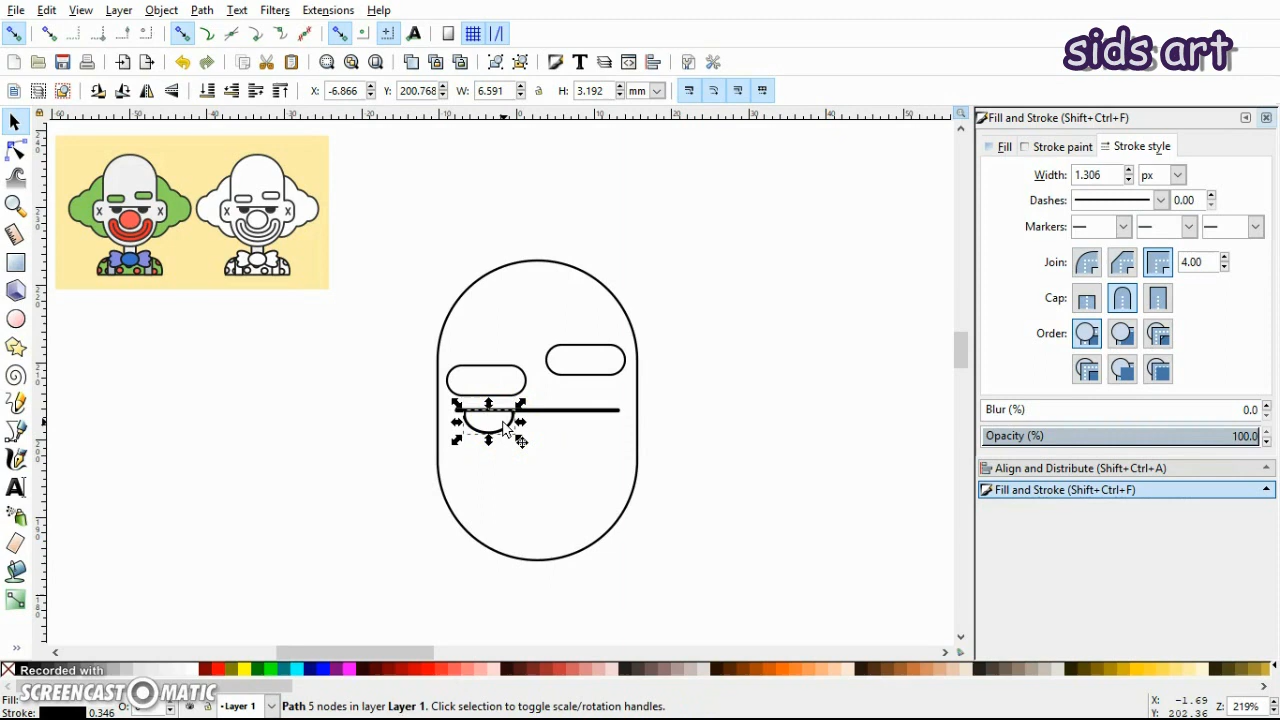 File Edit View Layer Object Path Text Filters Extensions Help
sids art
X: -6.866 Y: 200.768 W: 6.591 H: 3.192 mm
Fill and Stroke (Shift+Ctrl+F)
Fill Stroke paint Stroke style
Width: 1.306 px
Dashes: 0.00
Markers:
Join: 4.00
Cap:
Order:
Blur (%) 0.0
Opacity (%) 100.0
Align and Distribute (Shift+Ctrl+A)
Fill and Stroke (Shift+Ctrl+F)
Recorded with
SCREENCAST MATIC
Fill:
Stroke: 0.346 O:
Layer 1
Path 5 nodes in layer Layer 1. Click selection to toggle scale/rotation handles.
X: -1.69
Y: 202.36
Z: 219%